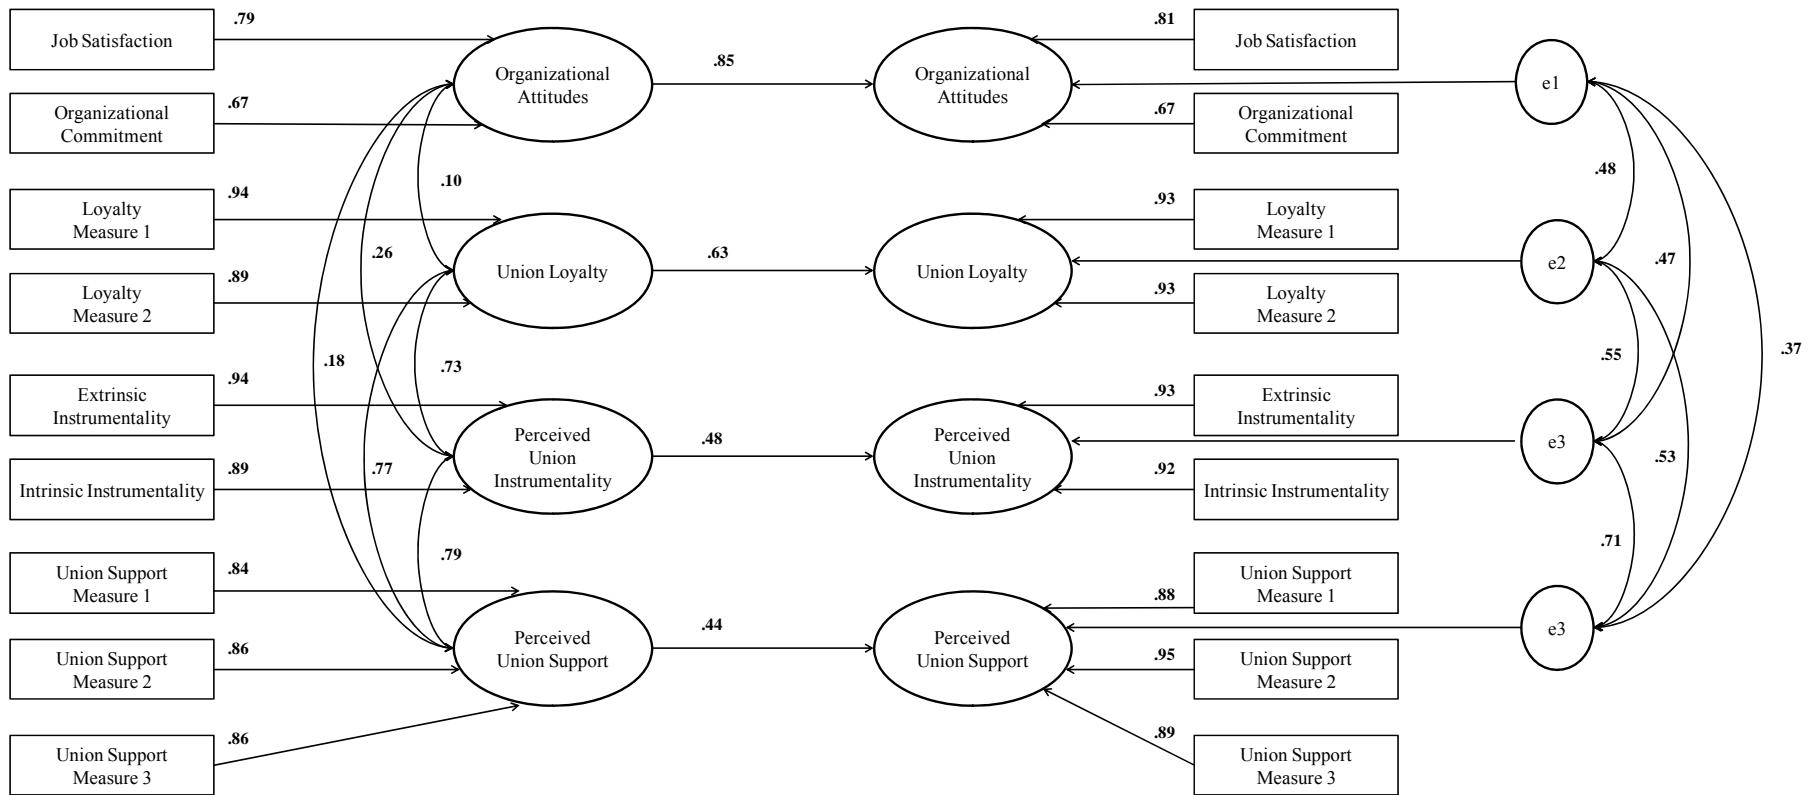 .79
Job Satisfaction
.67
Organizational
Commitment
.94
Loyalty
Measure 1
.89
Loyalty
Measure 2
.94
Extrinsic
Instrumentality
.89
Intrinsic Instrumentality
.84
Union Support
Measure 1
.86
Union Support
Measure 2
.86
Union Support
Measure 3
.10
.26
.18
.73
.77
.79
Organizational
Attitudes
Union Loyalty
Perceived
Union
Instrumentality
Perceived
Union Support
.85
.63
.48
.44
Organizational
Attitudes
Union Loyalty
Perceived
Union
Instrumentality
Perceived
Union Support
.81
Job Satisfaction
.67
Organizational
Commitment
.93
Loyalty
Measure 1
.93
Loyalty
Measure 2
.93
Extrinsic
Instrumentality
.92
Intrinsic Instrumentality
.88
Union Support
Measure 1
.95
Union Support
Measure 2
.89
Union Support
Measure 3
e1
e2
e3
e3
.48
.47
.37
.55
.53
.71